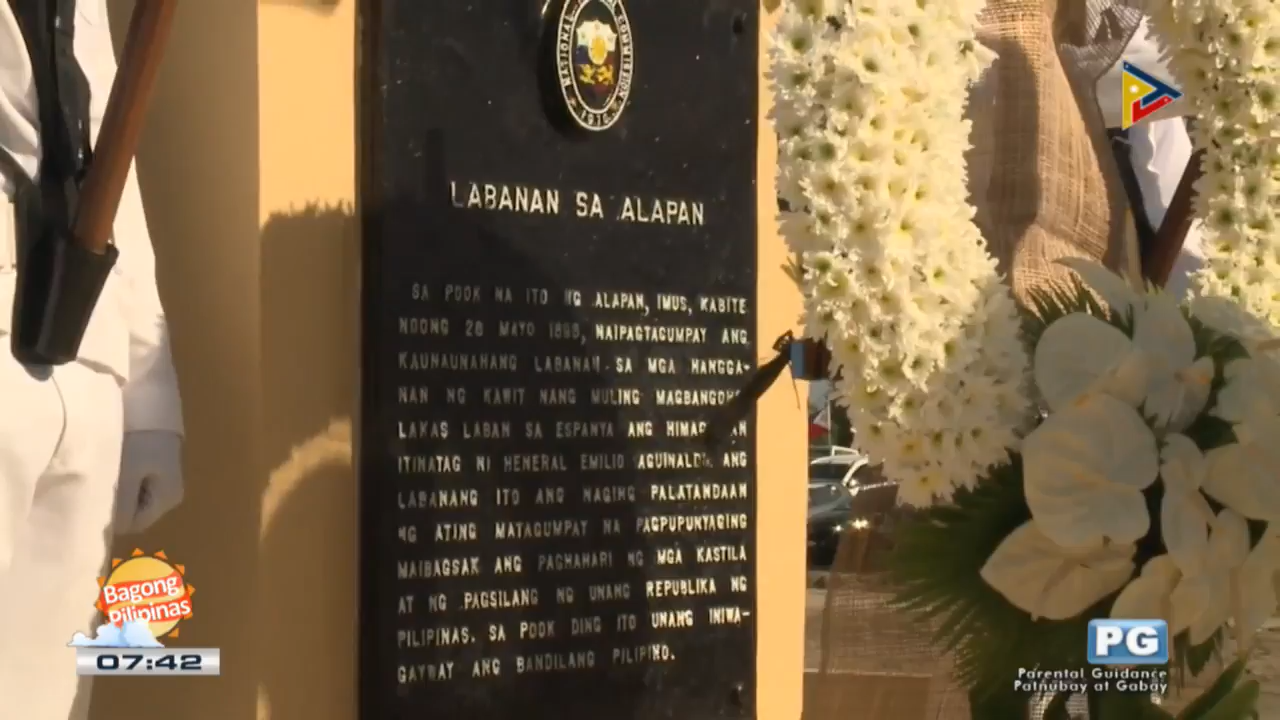 NATIONAL COMMISSION
LABANAN SA ALAPAN
SA POOK NA ITO NG ALAPAN, IMUS, KABITE
NOONG 28 MAYO 1898, NAIPAGTAGUMPAY ANG
KAUNAUNAHANG LABANAN SA MGA HANGGA-
NAN NG KAWIT NANG MULING
LAKAS LABAN SA ESPANYA ANG
ITINATAG NI HENERAL EMILIO AGUINALDO. ANG
LABANANG ITO ANG NAGING PALATANDAAN
NG ATING MATAGUMPAY NA PAGPUPUNYAGING
MAIBAGSAK ANG PAGHAHARI NG MGA KASTILA
AT NG PAGSILANG NG UNANG REPUBLIKA NG
PILIPINAS. SA POOK DING ITO UNANG INIWA-
GAYWAY ANG BANDILANG PILIPINO.
Bagong
Pilipinas
07:42
PG
Parental Guidance
Patnubay at Gabay